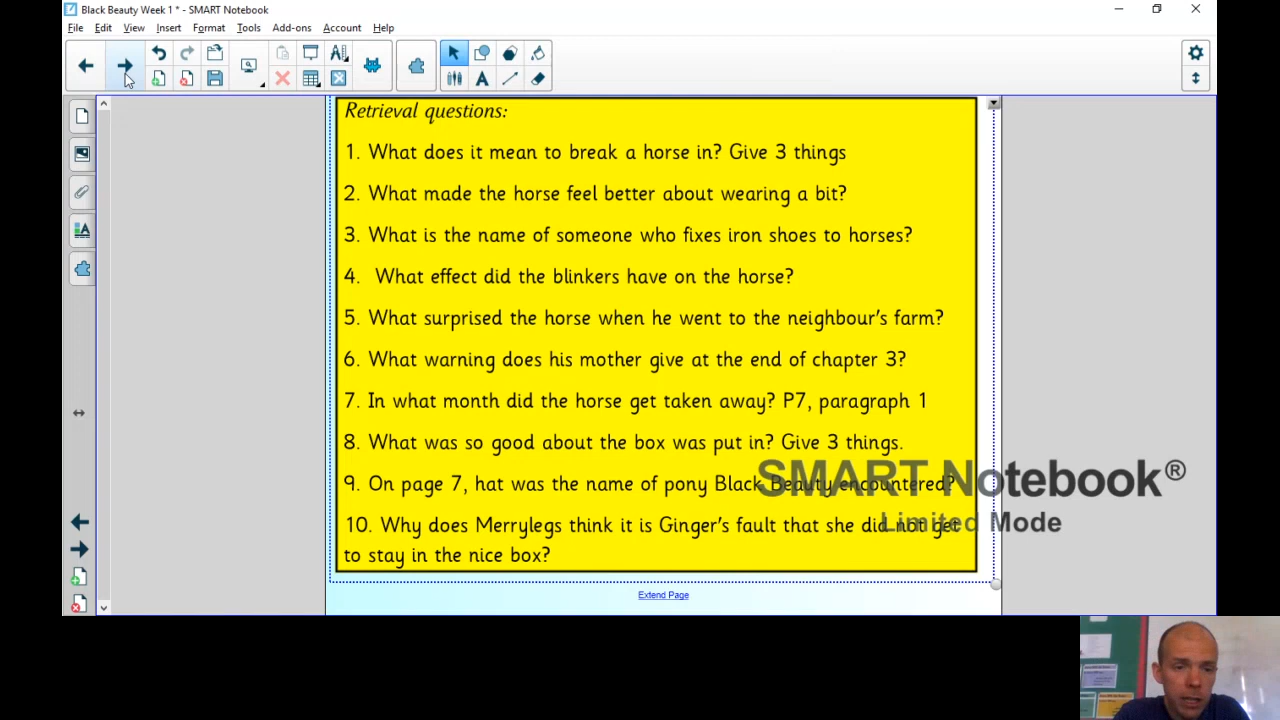 Black Beauty Week 1 * - SMART Notebook
File Edit View Insert Format Tools Add-ons Account Help
Retrieval questions:
1. What does it mean to break a horse in? Give 3 things
2. What made the horse feel better about wearing a bit?
3. What is the name of someone who fixes iron shoes to horses?
4. What effect did the blinkers have on the horse?
5. What surprised the horse when he went to the neighbour's farm?
6. What warning does his mother give at the end of chapter 3?
7. In what month did the horse get taken away? P7, paragraph 1
8. What was so good about the box was put in? Give 3 things.
9. On page 7, hat was the name of pony Black Beauty encountered?
SMART Notebook®
10. Why does Merrylegs think it is Ginger's fault that she did not get
Limited Mode
to stay in the nice box?
Extend Page